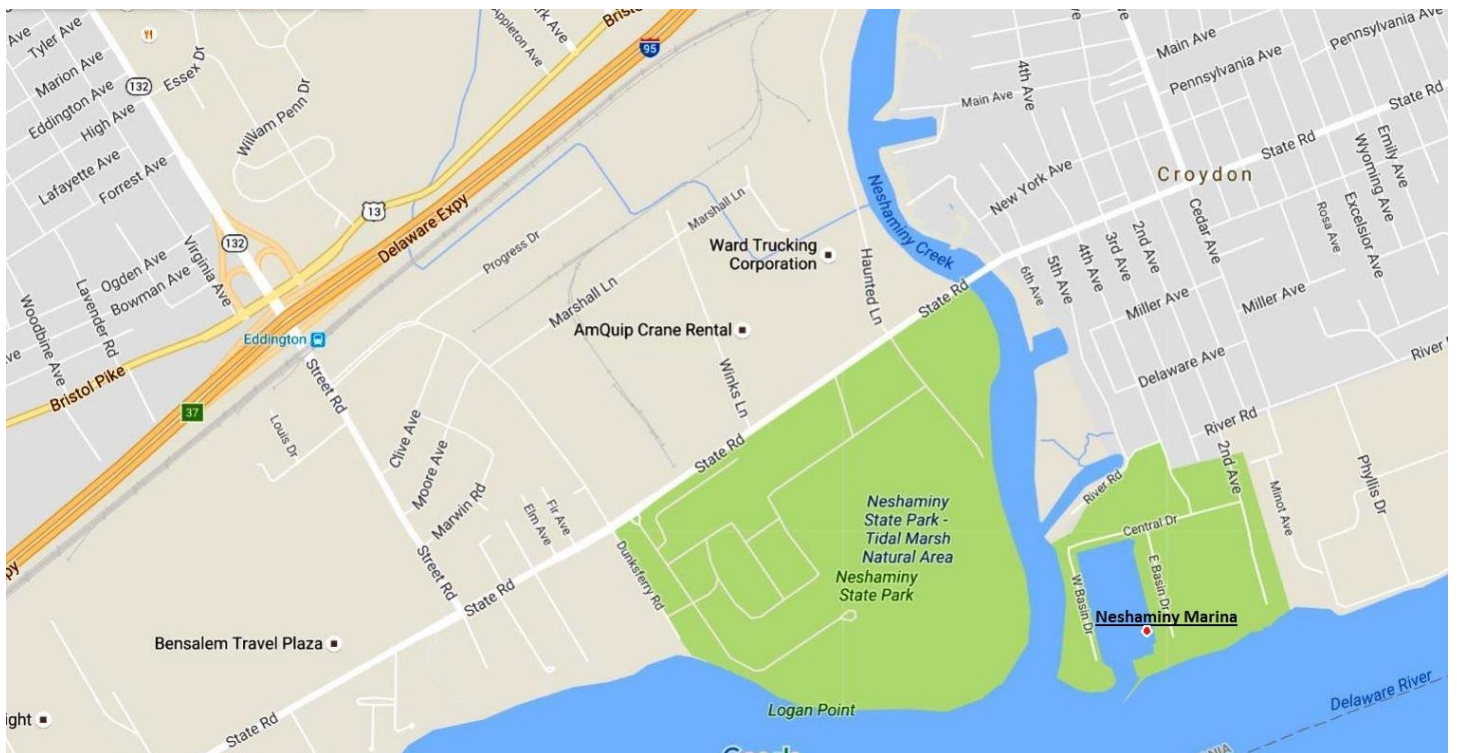 Ave
Tyler Ave
Marion Ave
Eddington Ave
High Ave
Lafayette Ave
Forrest Ave
132
Essex Dr
William Penn Dr
Appleton Ave
Ave
95
13
Delaware Expy
132
Virginia Ave
Ogden Ave
Bowman Ave
Lavender Rd
Woodbine Ave
Bristol Pike
37
Eddington
Street Rd
Louis Dr
Clive Ave
Moore Ave
Marwin Rd
Street Rd
Elm Ave
Fir Ave
State Rd
Bensalem Travel Plaza
State Rd
Progress Dr
Marshall Ln
Marshall Ln
Ward Trucking
Corporation
AmQuip Crane Rental
Winks Ln
State Rd
Haunted Ln
State Rd
Neshaminy Creek
Dunksferry Rd
Neshaminy
State Park -
Tidal Marsh
Natural Area
Neshaminy
State Park
Logan Point
Main Ave
4th Ave
Main Ave
Pennsylvania Ave
Pennsylvania Ave
State Rd
State Rd
New York Ave
Croydon
Emily Ave
Wyoming Ave
Excelsior Ave
Rosa Ave
Cedar Ave
2nd Ave
3rd Ave
4th Ave
5th Ave
6th Ave
Miller Ave
Miller Ave
Delaware Ave
River Rd
2nd Ave
Minot Ave
Phyllis Dr
River Rd
Central Dr
E Basin Dr
W Basin Dr
Neshaminy Marina
Delaware River